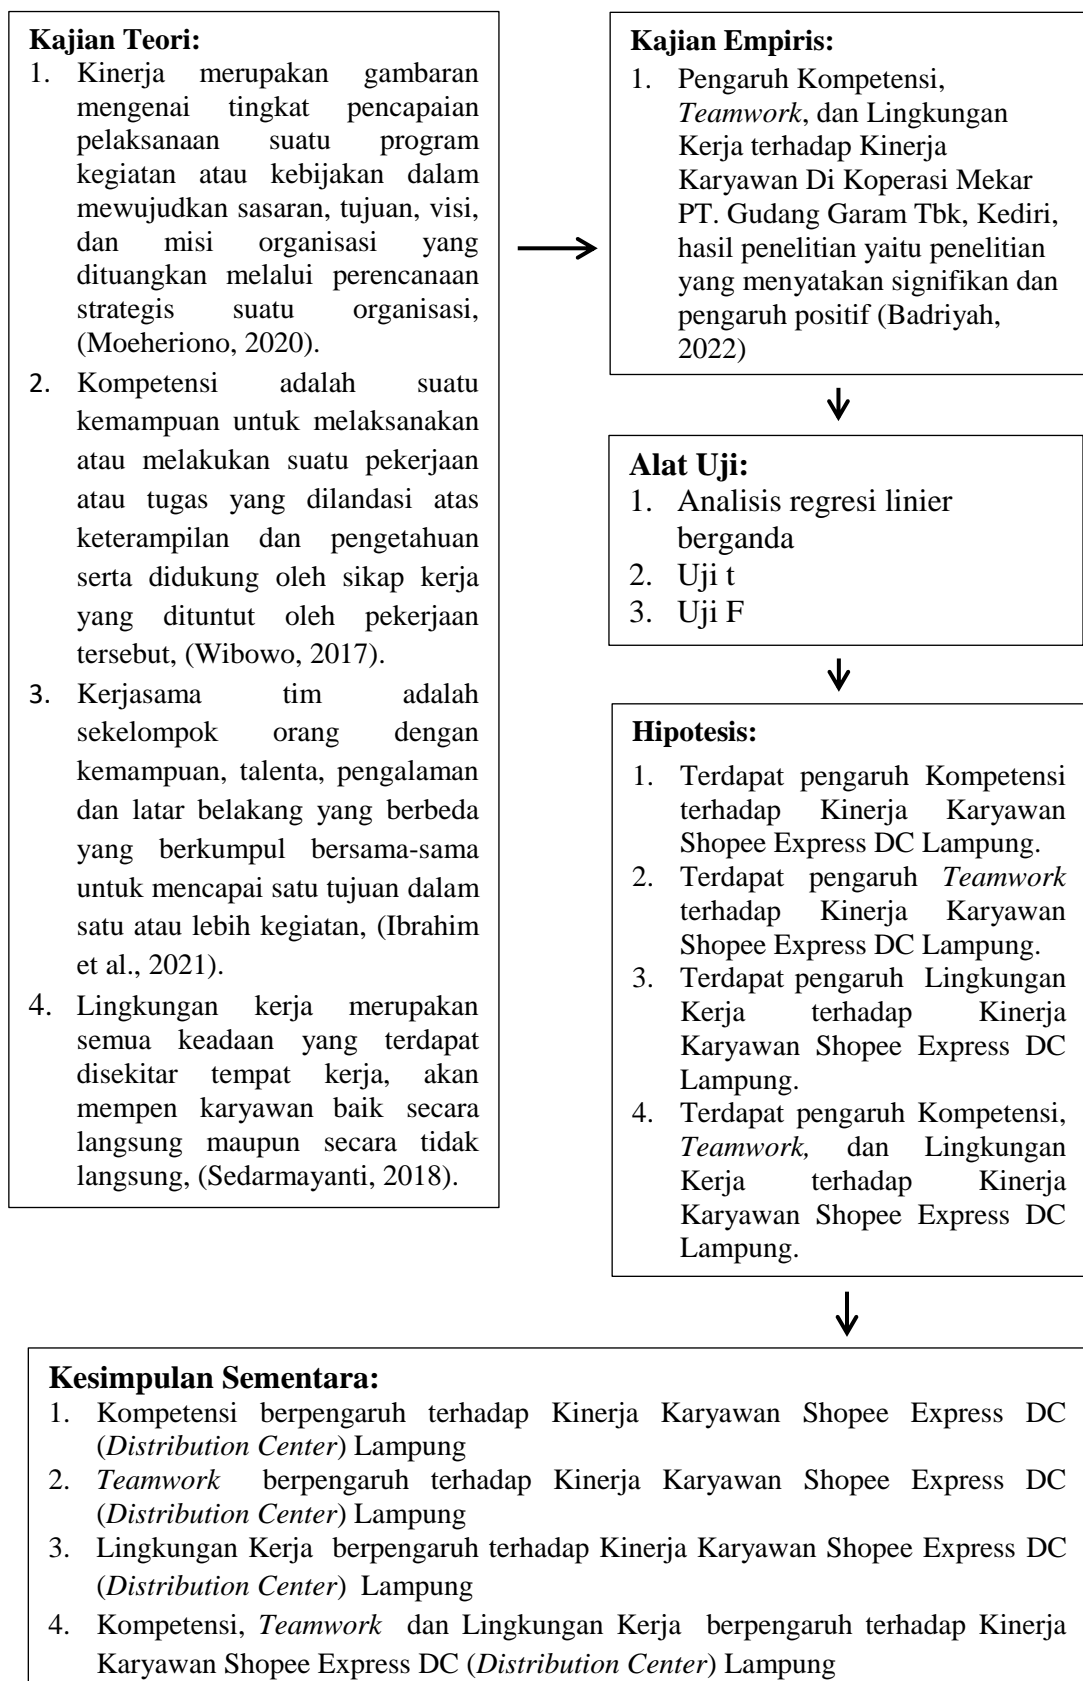 Kajian Teori:
1. Kinerja merupakan gambaran
mengenai tingkat pencapaian
pelaksanaan suatu program
kegiatan atau kebijakan dalam
mewujudkan sasaran, tujuan, visi,
dan misi organisasi yang
dituangkan melalui perencanaan
strategis suatu organisasi,
(Moeheriono, 2020).
2. Kompetensi adalah suatu
kemampuan untuk melaksanakan
atau melakukan suatu pekerjaan
atau tugas yang dilandasi atas
keterampilan dan pengetahuan
serta didukung oleh sikap kerja
yang dituntut oleh pekerjaan
tersebut, (Wibowo, 2017).
3. Kerjasama tim adalah
sekelompok orang dengan
kemampuan, talenta, pengalaman
dan latar belakang yang berbeda
yang berkumpul bersama-sama
untuk mencapai satu tujuan dalam
satu atau lebih kegiatan, (Ibrahim
et al., 2021).
4. Lingkungan kerja merupakan
semua keadaan yang terdapat
disekitar tempat kerja, akan
mempen karyawan baik secara
langsung maupun secara tidak
langsung, (Sedarmayanti, 2018).
Kajian Empiris:
1. Pengaruh Kompetensi,
Teamwork, dan Lingkungan
Kerja terhadap Kinerja
Karyawan Di Koperasi Mekar
PT. Gudang Garam Tbk, Kediri,
hasil penelitian yaitu penelitian
yang menyatakan signifikan dan
pengaruh positif (Badriyah,
2022)
Alat Uji:
1. Analisis regresi linier
berganda
2. Uji t
3. Uji F
Hipotesis:
1. Terdapat pengaruh Kompetensi
terhadap Kinerja Karyawan
Shopee Express DC Lampung.
2. Terdapat pengaruh Teamwork
terhadap Kinerja Karyawan
Shopee Express DC Lampung.
3. Terdapat pengaruh Lingkungan
Kerja terhadap Kinerja
Karyawan Shopee Express DC
Lampung.
4. Terdapat pengaruh Kompetensi,
Teamwork, dan Lingkungan
Kerja terhadap Kinerja
Karyawan Shopee Express DC
Lampung.
Kesimpulan Sementara:
1. Kompetensi berpengaruh terhadap Kinerja Karyawan Shopee Express DC
(Distribution Center) Lampung
2. Teamwork berpengaruh terhadap Kinerja Karyawan Shopee Express DC
(Distribution Center) Lampung
3. Lingkungan Kerja berpengaruh terhadap Kinerja Karyawan Shopee Express DC
(Distribution Center) Lampung
4. Kompetensi, Teamwork dan Lingkungan Kerja berpengaruh terhadap Kinerja
Karyawan Shopee Express DC (Distribution Center) Lampung